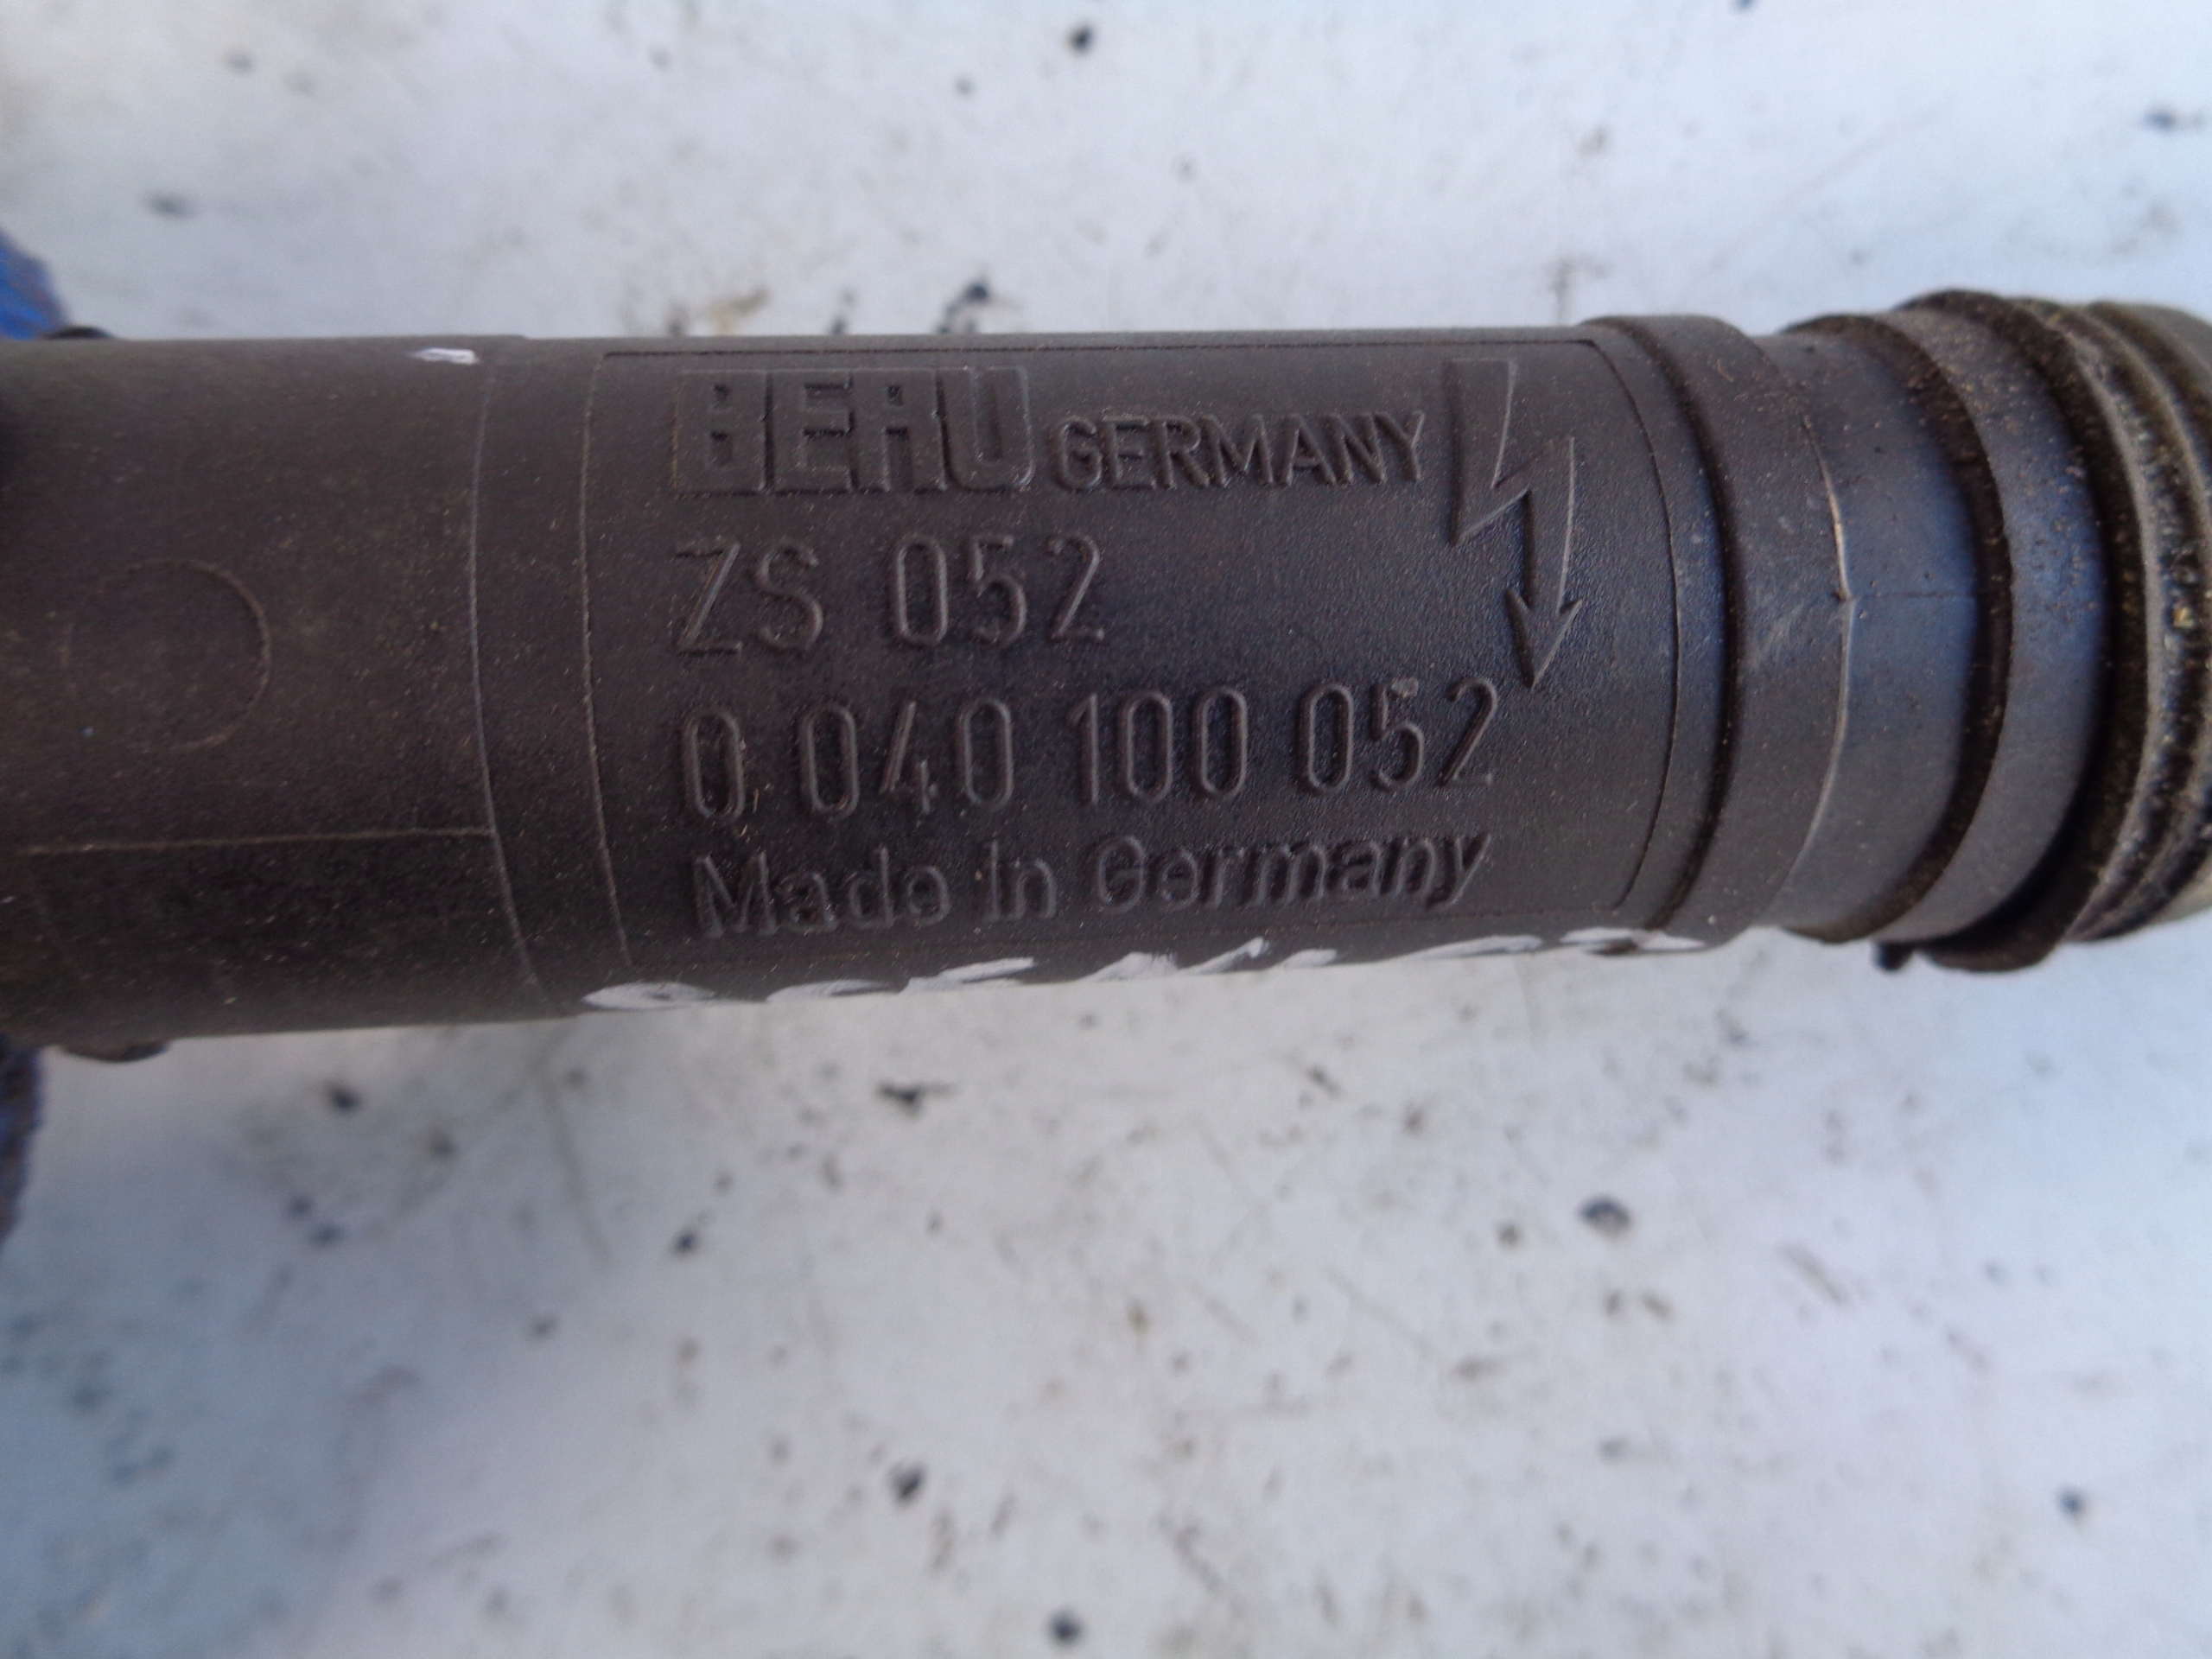 BERU GERMANY
ZS 052
0 040 100 052
Made in Germany